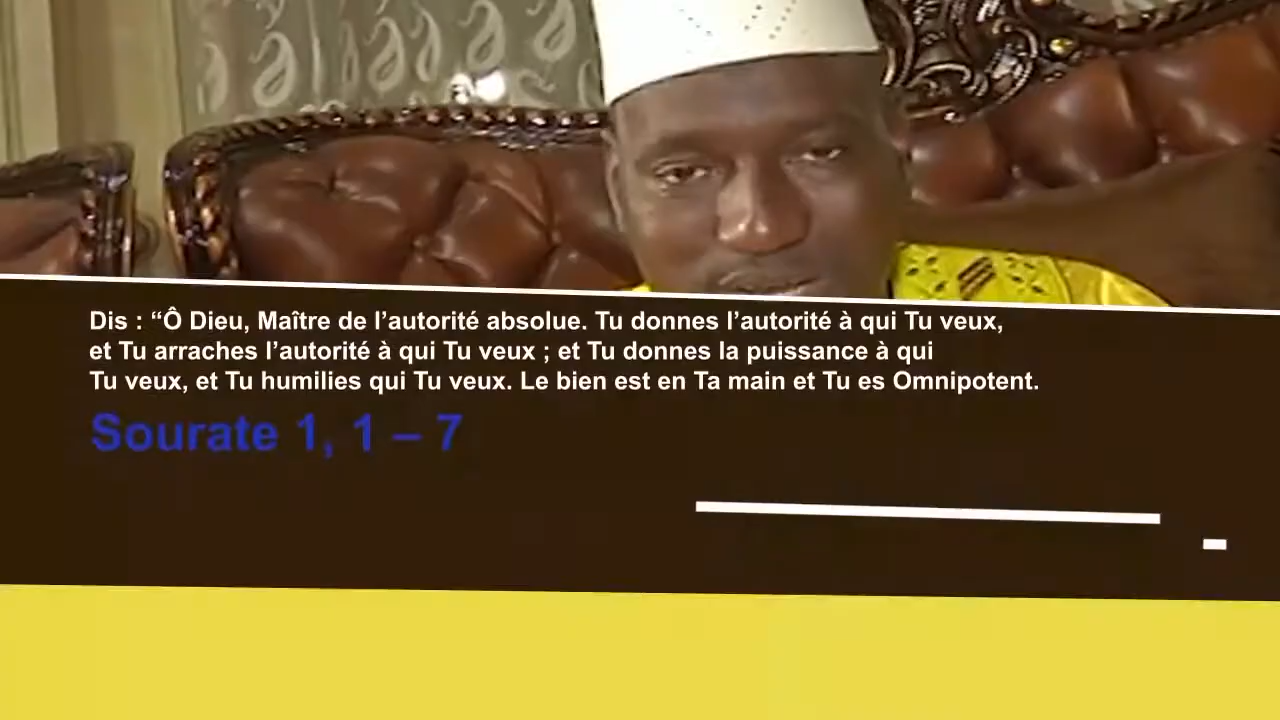 Dis : “Ô Dieu, Maître de l’autorité absolue. Tu donnes l’autorité à qui Tu veux,
et Tu arraches l’autorité à qui Tu veux ; et Tu donnes la puissance à qui
Tu veux, et Tu humilies qui Tu veux. Le bien est en Ta main et Tu es Omnipotent.
Sourate 1, 1 – 7